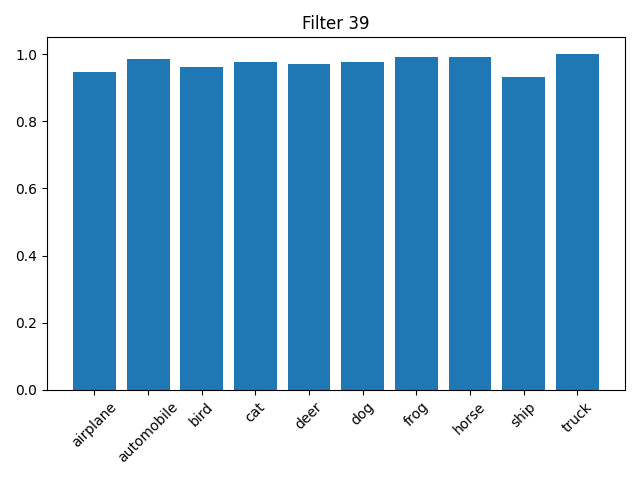 Filter 39
1.0
0.8
0.6
0.4
0.2
0.0
airplane
automobile
bird
cat
deer
dog
frog
horse
ship
truck